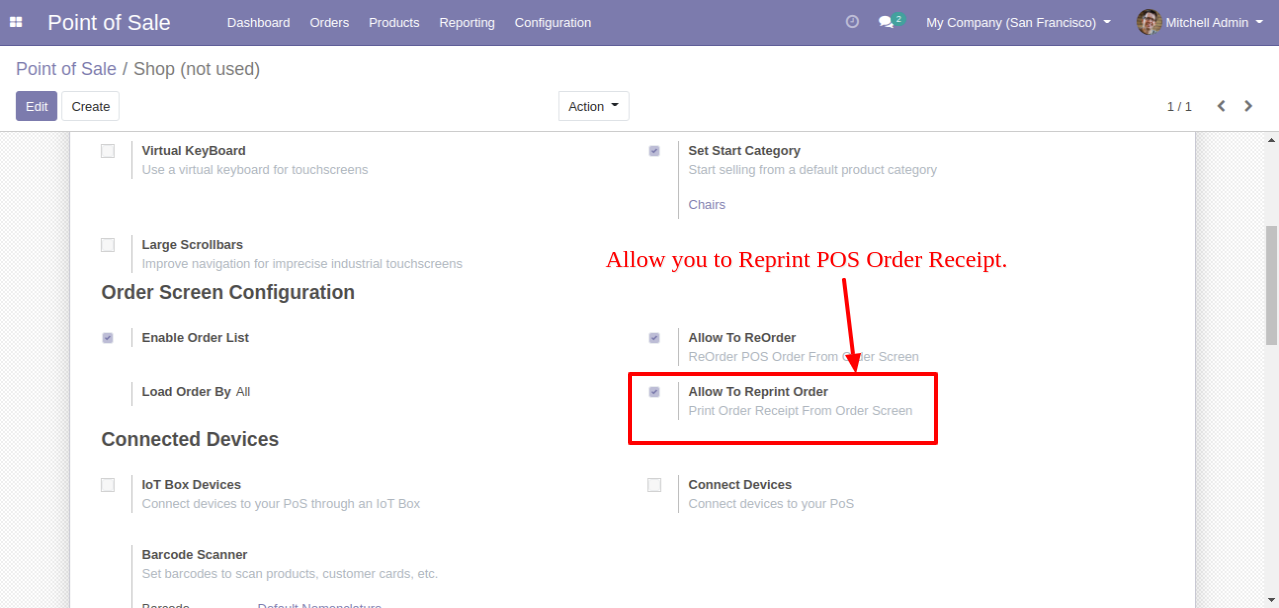 Point of Sale Dashboard Orders Products Reporting Configuration 2 My Company (San Francisco) Mitchell Admin
Point of Sale / Shop (not used)
Edit Create Action 1 / 1
Virtual KeyBoard
Use a virtual keyboard for touchscreens
Set Start Category
Start selling from a default product category
Chairs
Large Scrollbars
Improve navigation for imprecise industrial touchscreens
Allow you to Reprint POS Order Receipt.
Order Screen Configuration
Enable Order List
Allow To ReOrder
ReOrder POS Order From Order Screen
Load Order By All
Allow To Reprint Order
Print Order Receipt From Order Screen
Connected Devices
IoT Box Devices
Connect devices to your PoS through an IoT Box
Connect Devices
Connect devices to your PoS
Barcode Scanner
Set barcodes to scan products, customer cards, etc.
Barcode Default Nomenclature